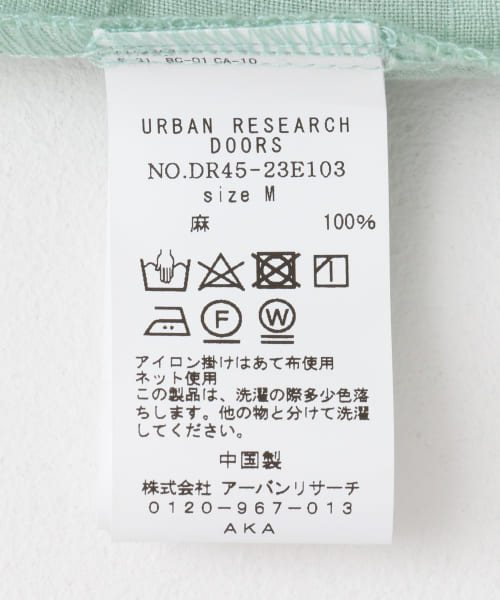 BC-01 CA-10
URBAN RESEARCH
DOORS
NO.DR45-23E103
size M
麻 100%
F W
アイロン掛けはあて布使用
ネット使用
この製品は、洗濯の際多少色落
ちします。他の物と分けて洗濯
してください。
中国製
株式会社 アーバンリサーチ
0120-967-013
AKA